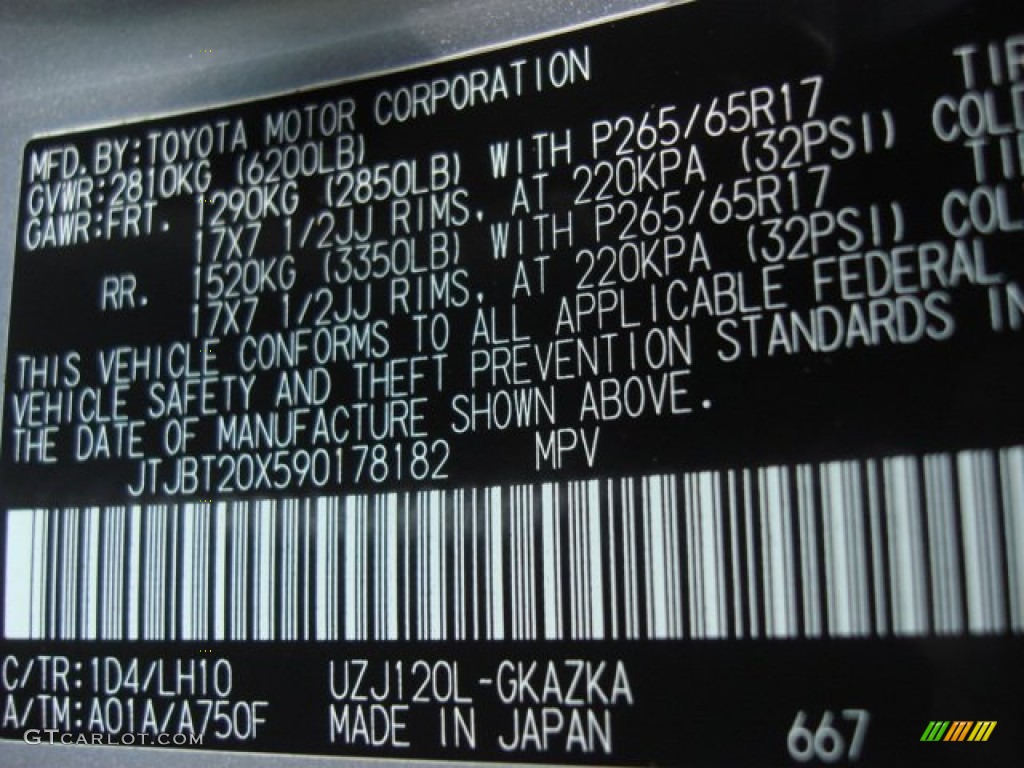 MFD.BY:TOYOTA MOTOR CORPORATION
GVWR:2810KG (6200LB)
GAWR:FRT. 1290KG (2850LB) WITH P265/65R17 TIR
17X7 1/2JJ RIMS, AT 220KPA (32PSI) COLD
RR. 1520KG (3350LB) WITH P265/65R17 TI
17X7 1/2JJ RIMS, AT 220KPA (32PSI) COL
THIS VEHICLE CONFORMS TO ALL APPLICABLE FEDERAL
VEHICLE SAFETY AND THEFT PREVENTION STANDARDS IN
THE DATE OF MANUFACTURE SHOWN ABOVE.
JTJBT20X590178182 MPV
C/TR:1D4/LH10 UZJ120L-GKAZKA
A/TM:A01A/A750F MADE IN JAPAN 667
GTCARLOT.COM